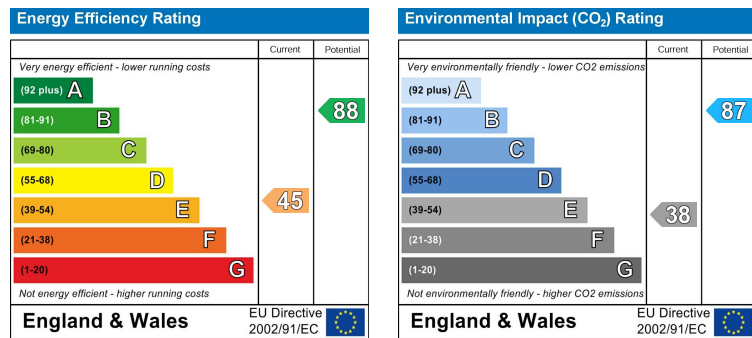 Energy Efficiency Rating
Current Potential
Very energy efficient - lower running costs
(92 plus) A
(81-91) B
(69-80) C
(55-68) D
(39-54) E
(21-38) F
(1-20) G
88
45
Not energy efficient - higher running costs
England & Wales
EU Directive
2002/91/EC
Environmental Impact (CO₂) Rating
Current Potential
Very environmentally friendly - lower CO2 emissions
(92 plus) A
(81-91) B
(69-80) C
(55-68) D
(39-54) E
(21-38) F
(1-20) G
87
38
Not environmentally friendly - higher CO2 emissions
England & Wales
EU Directive
2002/91/EC